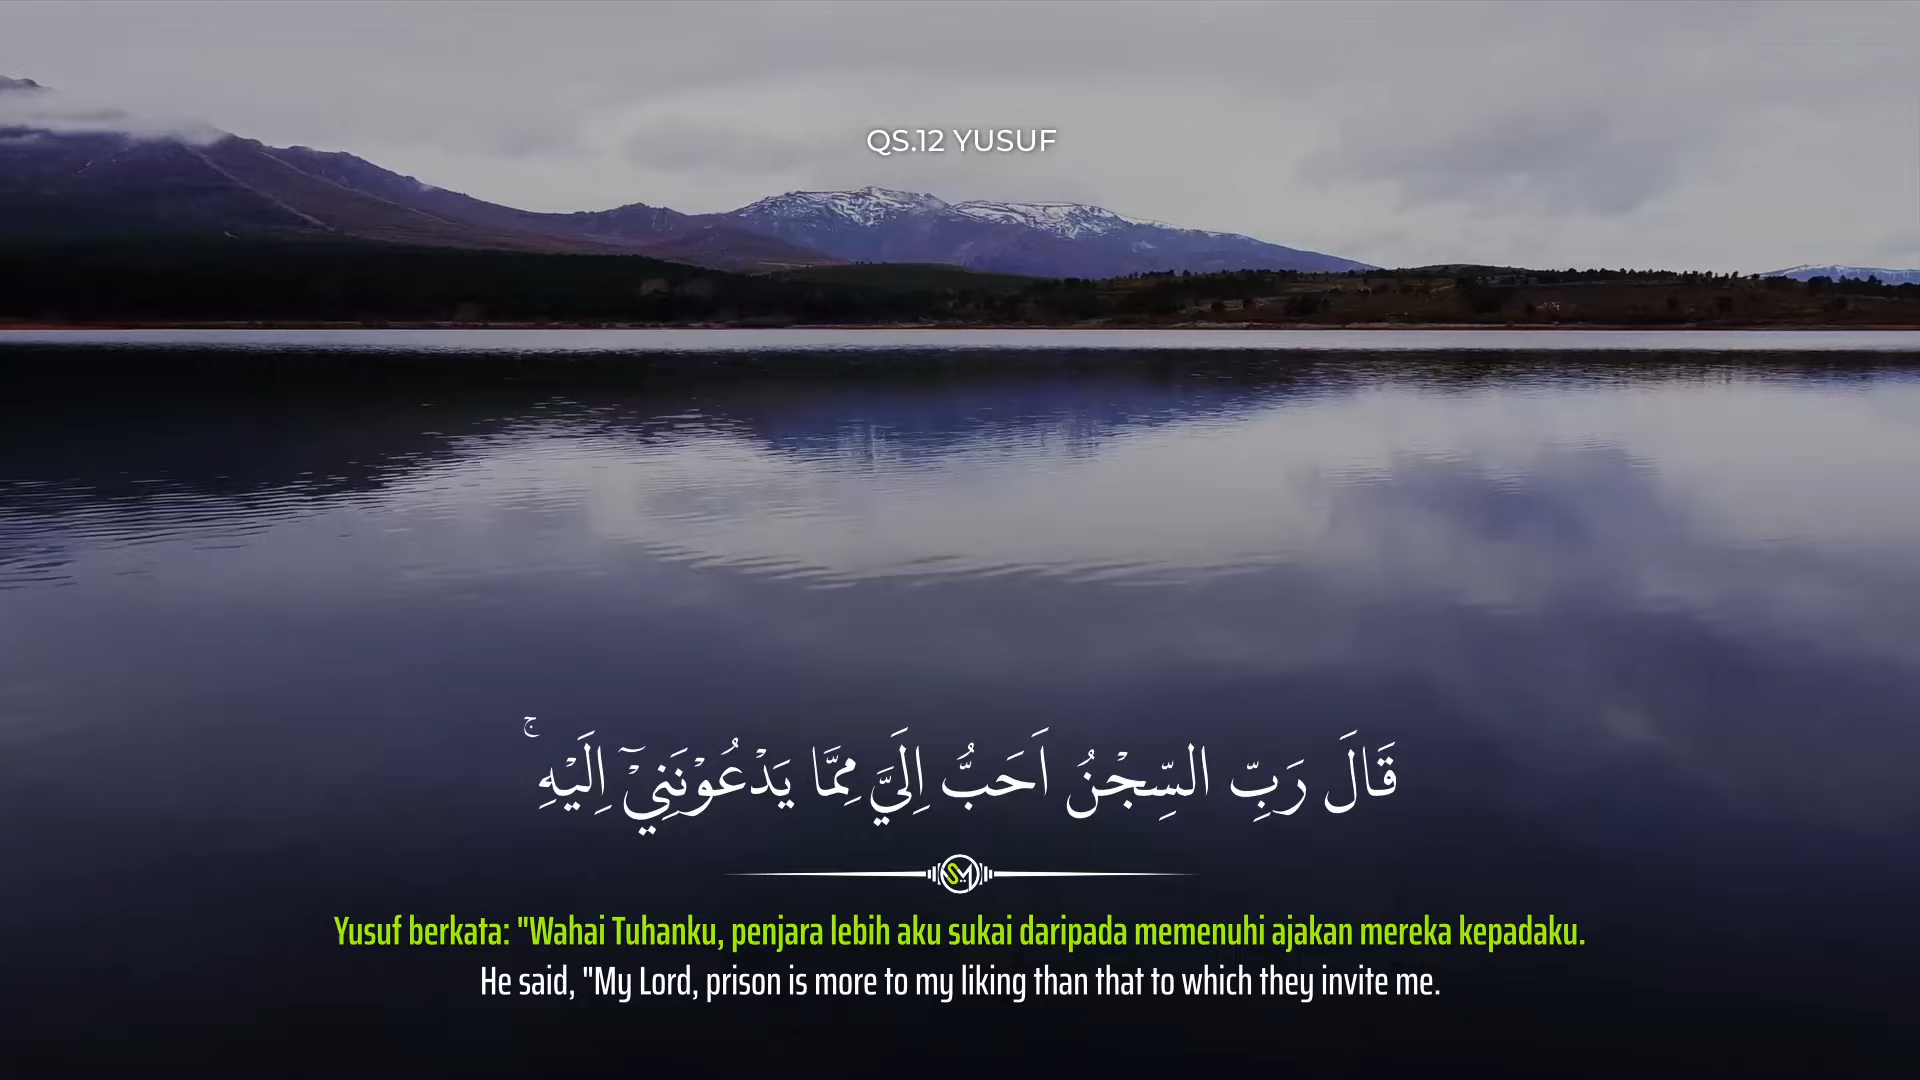 QS.12 YUSUF
قَالَ رَبِّ السِّجْنُ اَحَبُّ اِلَيَّ مِمَّا يَدْعُوْنَنِيْٓ اِلَيْهِ ۚ
SM
Yusuf berkata: "Wahai Tuhanku, penjara lebih aku sukai daripada memenuhi ajakan mereka kepadaku.
He said, "My Lord, prison is more to my liking than that to which they invite me.